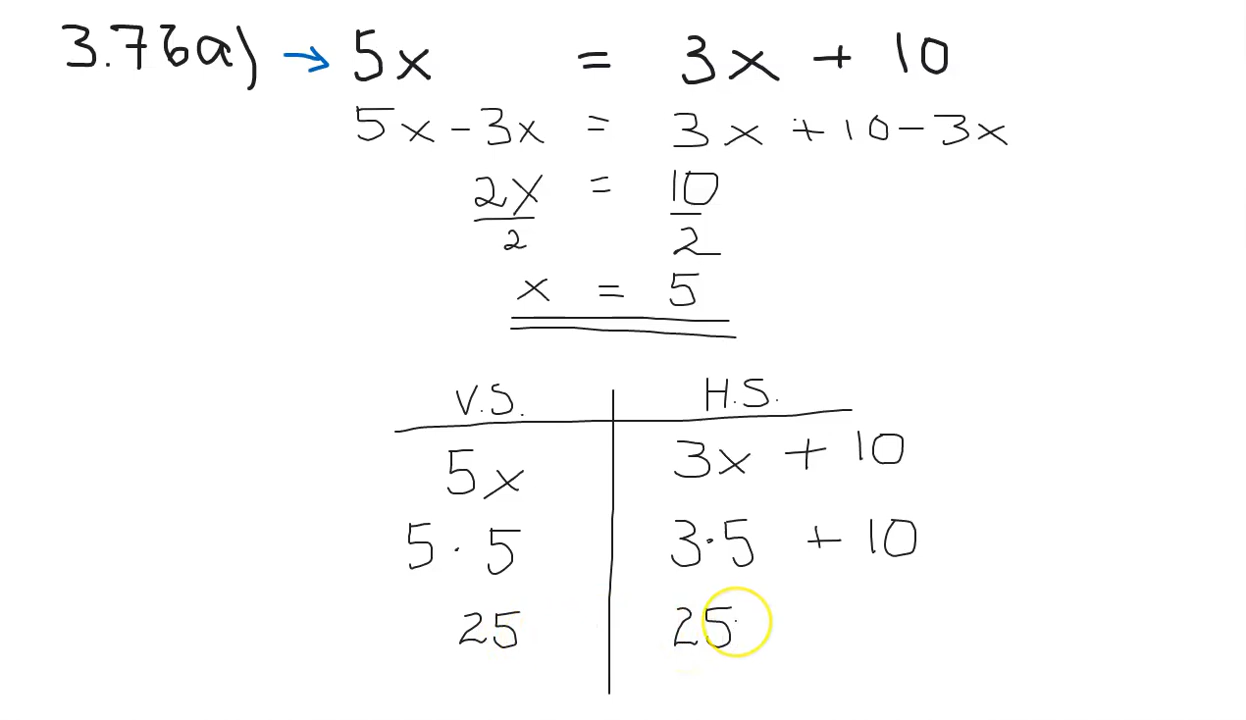 3.76a) → 5x = 3x + 10
5x - 3x = 3x + 10 - 3x
2x/2 = 10/2
x = 5
V.S. | H.S.
5x | 3x + 10
5 · 5 | 3·5 + 10
25 | 25